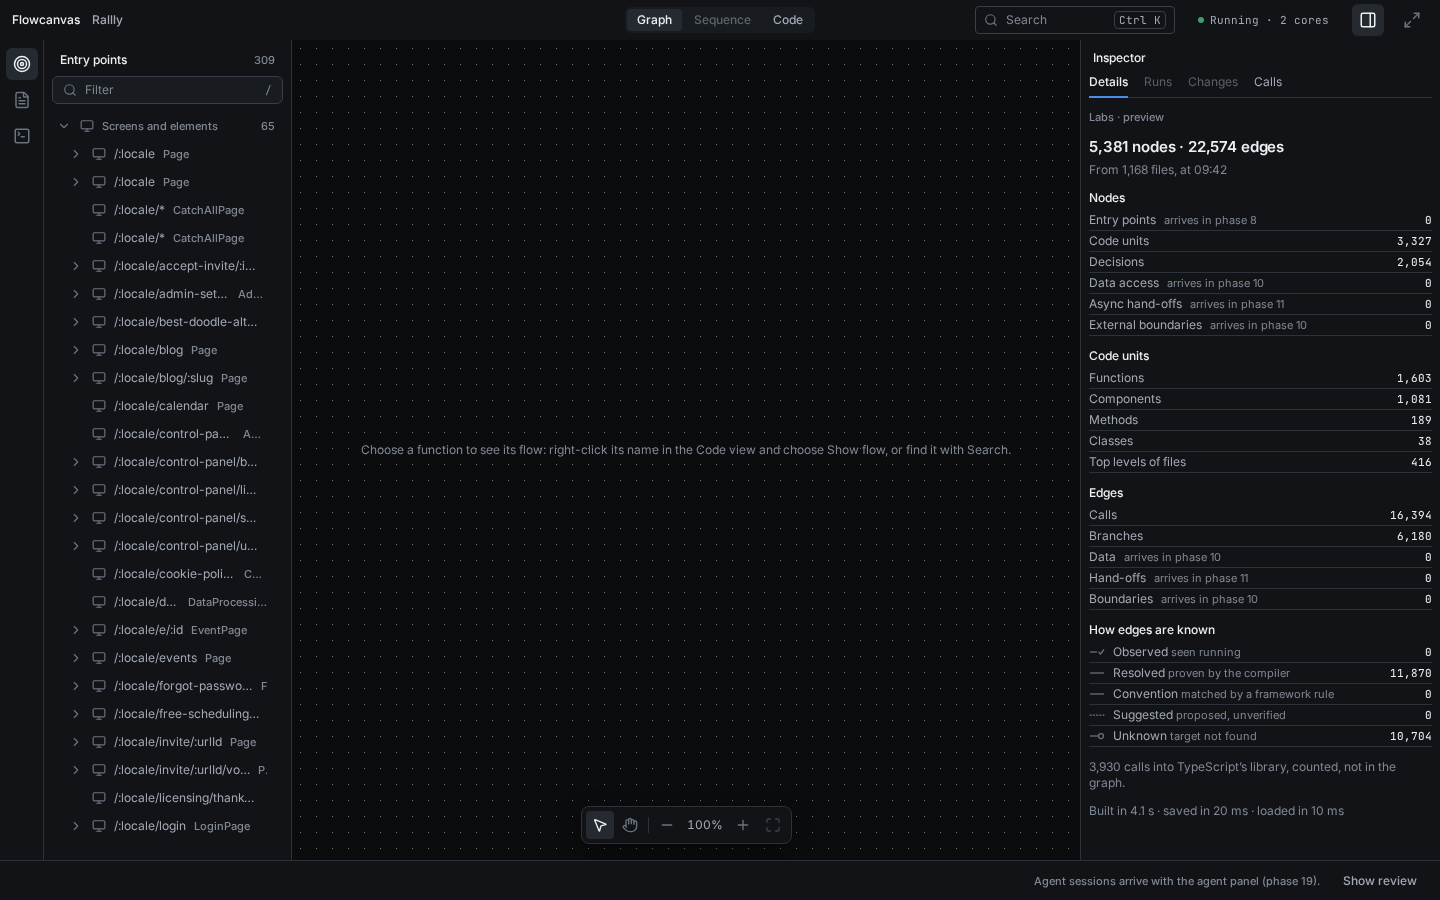 Flowcanvas Rallly
Graph Sequence Code
Search Ctrl K
Running · 2 cores
Entry points 309
Filter /
Screens and elements 65
/:locale Page
/:locale Page
/:locale/* CatchAllPage
/:locale/* CatchAllPage
/:locale/accept-invite/:i…
/:locale/admin-set… Ad…
/:locale/best-doodle-alt…
/:locale/blog Page
/:locale/blog/:slug Page
/:locale/calendar Page
/:locale/control-pa… A…
/:locale/control-panel/b…
/:locale/control-panel/li…
/:locale/control-panel/s…
/:locale/control-panel/u…
/:locale/cookie-poli… C…
/:locale/d… DataProcessi…
/:locale/e/:id EventPage
/:locale/events Page
/:locale/forgot-passwo… F
/:locale/free-scheduling…
/:locale/invite/:urlId Page
/:locale/invite/:urlId/vo… P.
/:locale/licensing/thank…
/:locale/login LoginPage
Choose a function to see its flow: right-click its name in the Code view and choose Show flow, or find it with Search.
100%
Inspector
Details Runs Changes Calls
Labs · preview
5,381 nodes · 22,574 edges
From 1,168 files, at 09:42
Nodes
Entry points arrives in phase 8 0
Code units 3,327
Decisions 2,054
Data access arrives in phase 10 0
Async hand-offs arrives in phase 11 0
External boundaries arrives in phase 10 0
Code units
Functions 1,603
Components 1,081
Methods 189
Classes 38
Top levels of files 416
Edges
Calls 16,394
Branches 6,180
Data arrives in phase 10 0
Hand-offs arrives in phase 11 0
Boundaries arrives in phase 10 0
How edges are known
Observed seen running 0
Resolved proven by the compiler 11,870
Convention matched by a framework rule 0
Suggested proposed, unverified 0
Unknown target not found 10,704
3,930 calls into TypeScript's library, counted, not in the
graph.
Built in 4.1 s · saved in 20 ms · loaded in 10 ms
Agent sessions arrive with the agent panel (phase 19). Show review